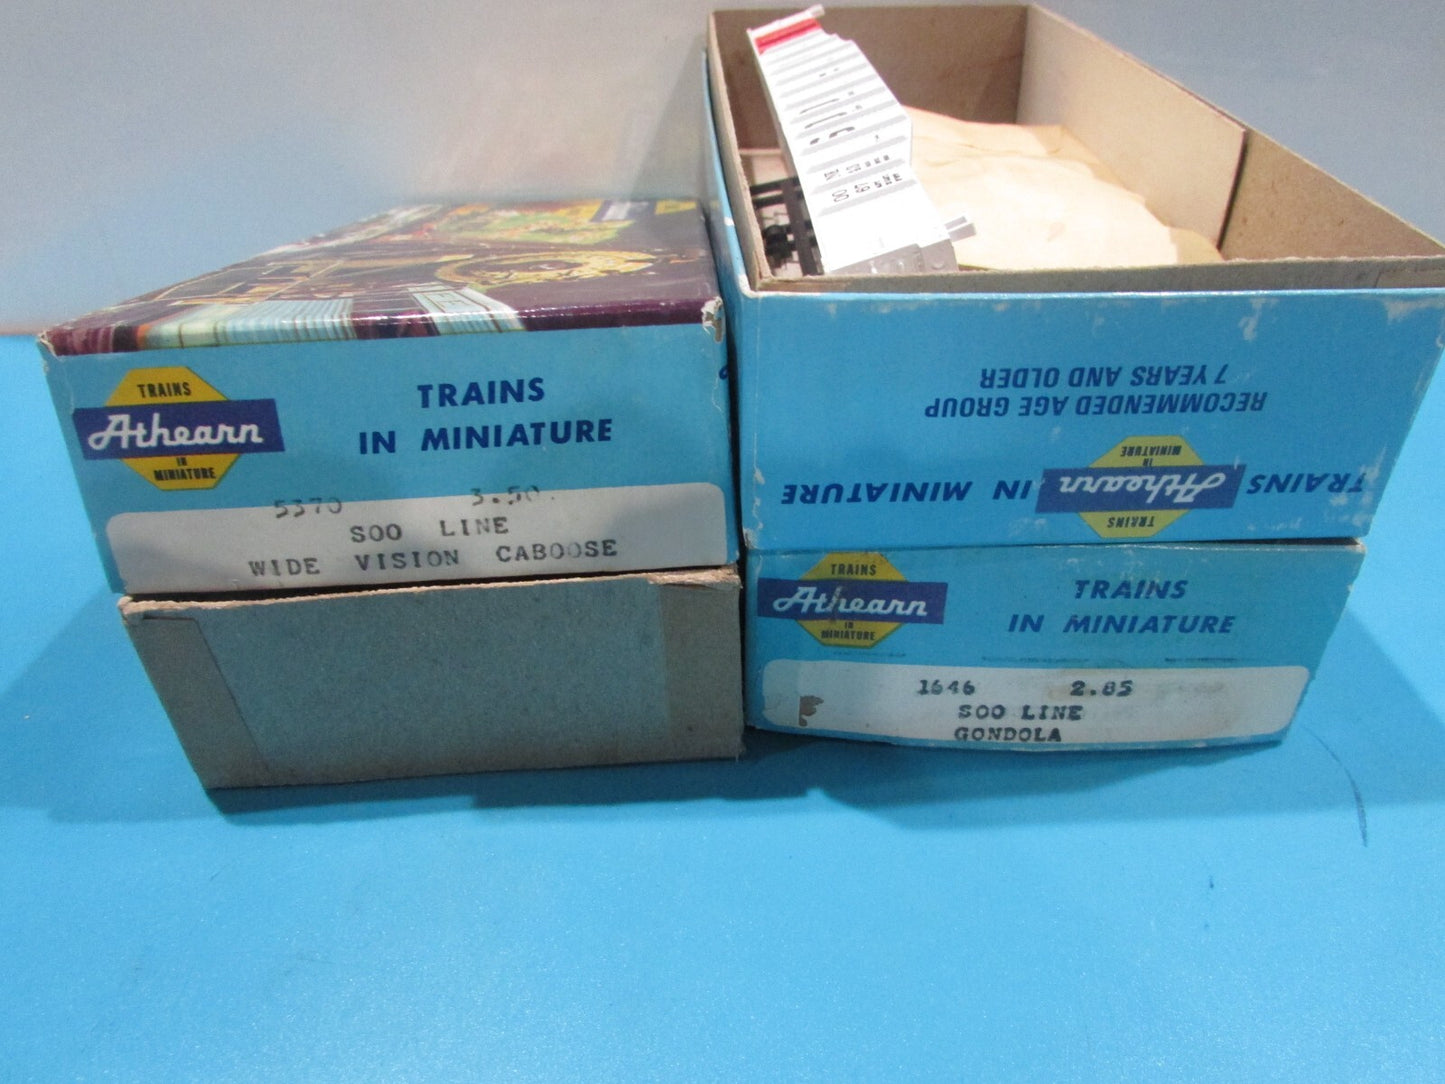 TRAINS
Athearn
IN
MINIATURE
TRAINS
IN MINIATURE
5370 3.50
SOO LINE
WIDE VISION CABOOSE
RECOMMENDED AGE GROUP
7 YEARS AND OLDER
TRAINS
Athearn
IN
MINIATURE
TRAINS IN MINIATURE
TRAINS
Athearn
IN
MINIATURE
TRAINS
IN MINIATURE
1646 2.85
SOO LINE
GONDOLA